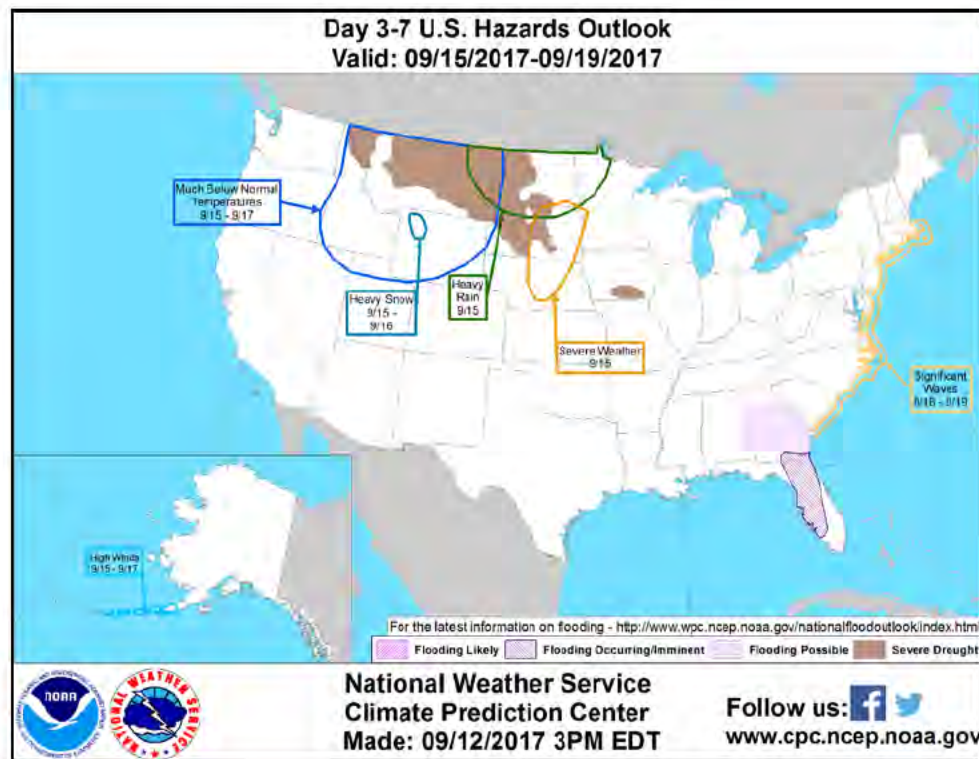 Day 3-7 U.S. Hazards Outlook
Valid: 09/15/2017-09/19/2017
Much Below Normal
Temperatures
9/15 - 9/17
Heavy Snow
9/15 -
9/16
Heavy
Rain
9/15
Severe Weather
9/15
Significant
Waves
9/18 - 9/19
High Winds
9/15 - 9/17
For the latest information on flooding - http://www.wpc.ncep.noaa.gov/nationalfloodoutlook/index.html
Flooding Likely
Flooding Occurring/Imminent
Flooding Possible
Severe Drought
NOAA
NATIONAL WEATHER SERVICE
National Weather Service
Climate Prediction Center
Made: 09/12/2017 3PM EDT
Follow us:
www.cpc.ncep.noaa.gov